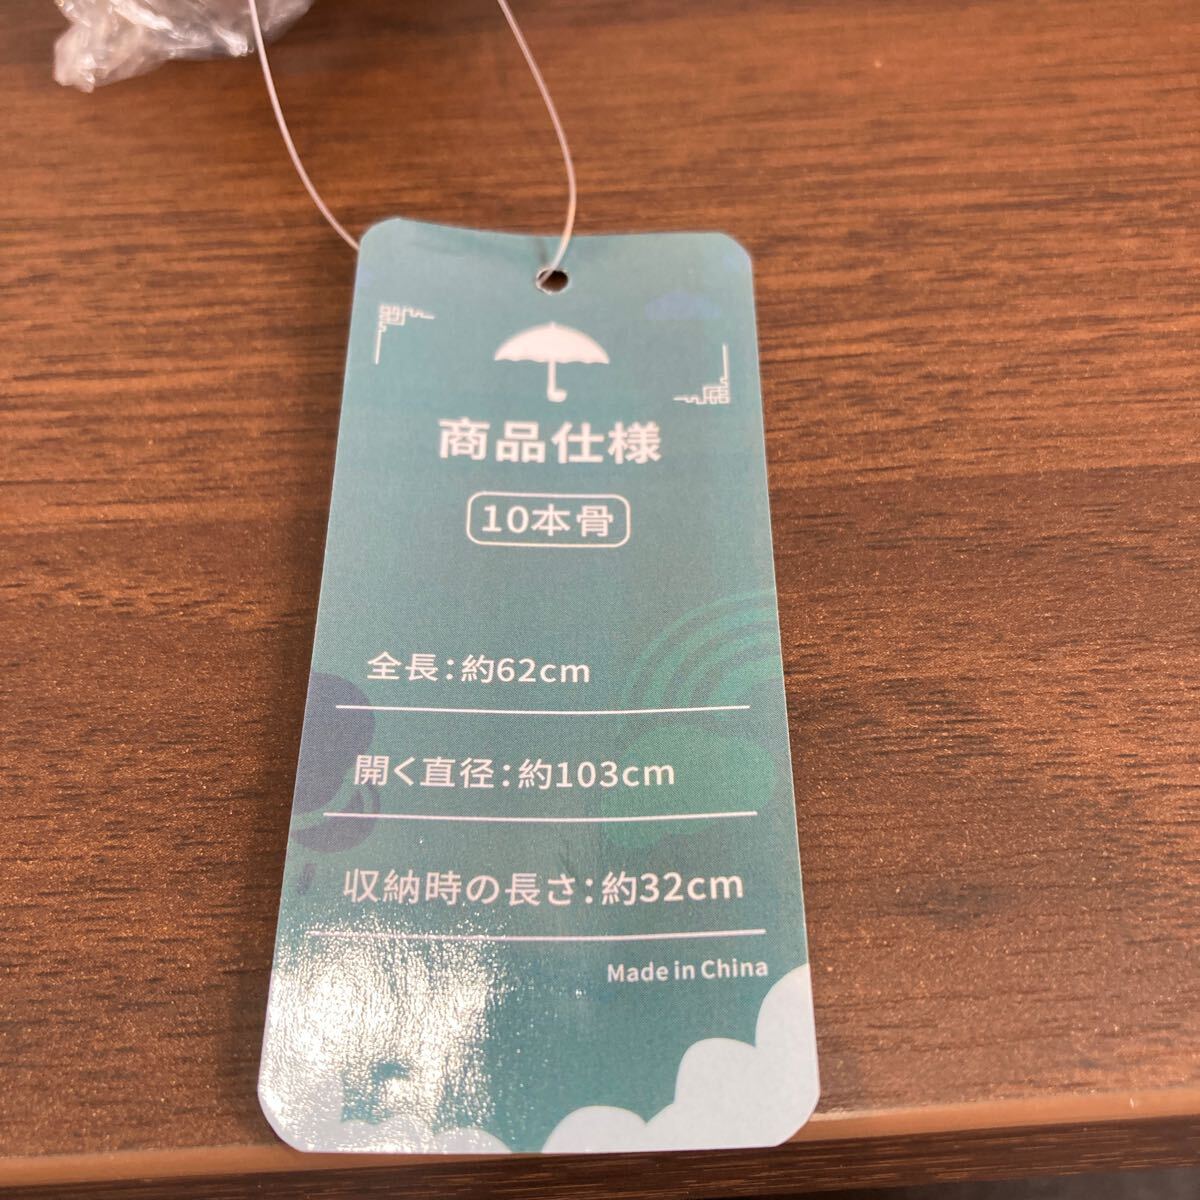 商品仕様
10本骨
全長：約62cm
開く直径：約103cm
収納時の長さ：約32cm
Made in China